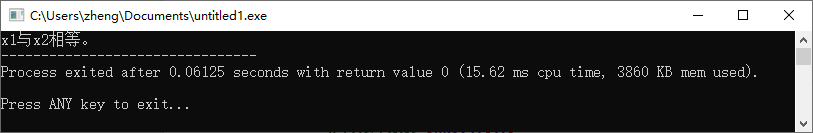 C:\Users\zheng\Documents\untitled1.exe
x1与x2相等。
--------------------------------
Process exited after 0.06125 seconds with return value 0 (15.62 ms cpu time, 3860 KB mem used).
Press ANY key to exit...